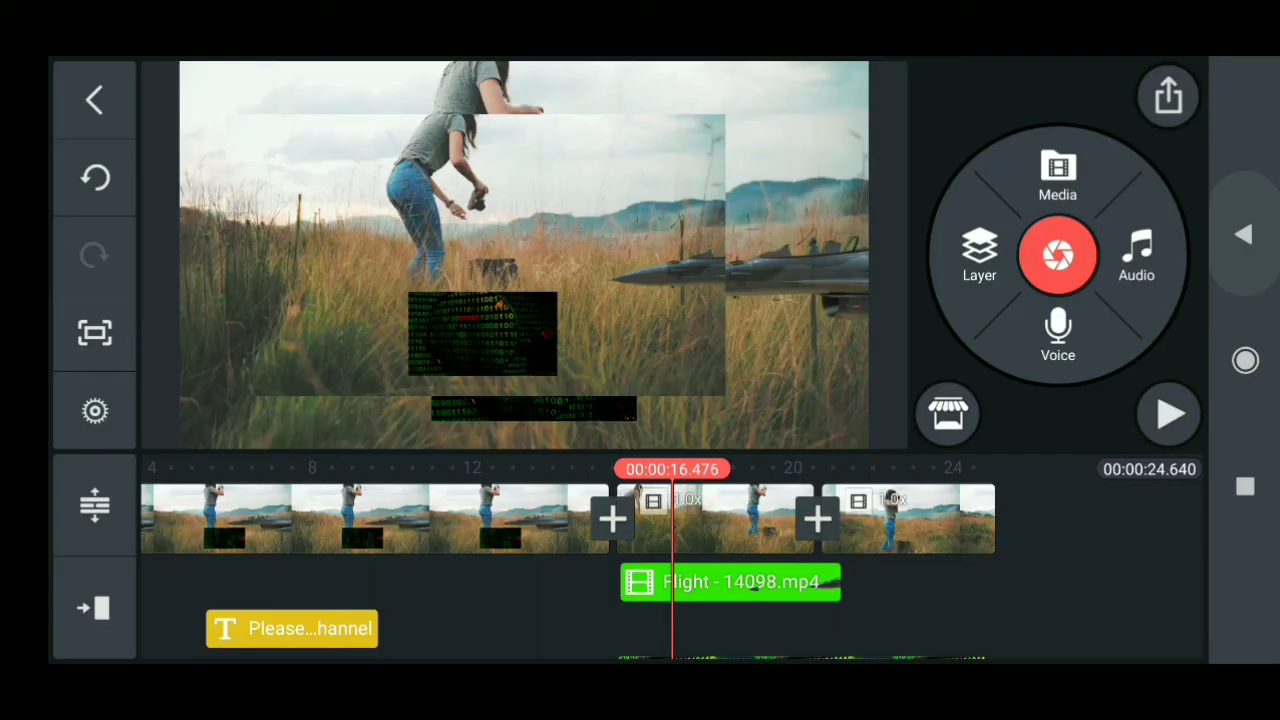 Media
Layer
Audio
Voice
4
8
12
00:00:16.476
20
24
00:00:24.640
1.0x
1.0x
Flight - 14098.mp4
T Please...hannel